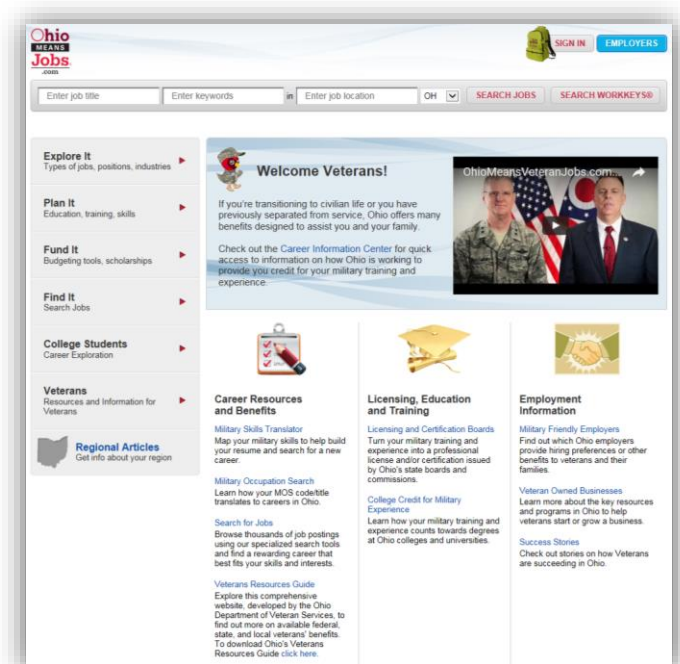 Ohio
MEANS
Jobs
.com
SIGN IN
EMPLOYERS
Enter job title
Enter keywords
in
Enter job location
OH
SEARCH JOBS
SEARCH WORKKEYS®
Explore It
Types of jobs, positions, industries
Plan It
Education, training, skills
Fund It
Budgeting tools, scholarships
Find It
Search Jobs
College Students
Career Exploration
Veterans
Resources and Information for
Veterans
Regional Articles
Get info about your region
Welcome Veterans!
If you're transitioning to civilian life or you have
previously separated from service, Ohio offers many
benefits designed to assist you and your family.
Check out the Career Information Center for quick
access to information on how Ohio is working to
provide you credit for your military training and
experience.
OhioMeansVeteranJobs.com...
Career Resources
and Benefits
Military Skills Translator
Map your military skills to help build
your resume and search for a new
career.
Military Occupation Search
Learn how your MOS code/title
translates to careers in Ohio.
Search for Jobs
Browse thousands of job postings
using our specialized search tools
and find a rewarding career that
best fits your skills and interests.
Veterans Resources Guide
Explore this comprehensive
website, developed by the Ohio
Department of Veteran Services, to
find out more on available federal,
state, and local veterans' benefits.
To download Ohio's Veterans
Resources Guide click here.
Licensing, Education
and Training
Licensing and Certification Boards
Turn your military training and
experience into a professional
license and/or certification issued
by Ohio's state boards and
commissions.
College Credit for Military
Experience
Learn how your military training and
experience counts towards degrees
at Ohio colleges and universities.
Employment
Information
Military Friendly Employers
Find out which Ohio employers
provide hiring preferences or other
benefits to veterans and their
families.
Veteran Owned Businesses
Learn more about the key resources
and programs in Ohio to help
veterans start or grow a business.
Success Stories
Check out stories on how Veterans
are succeeding in Ohio.